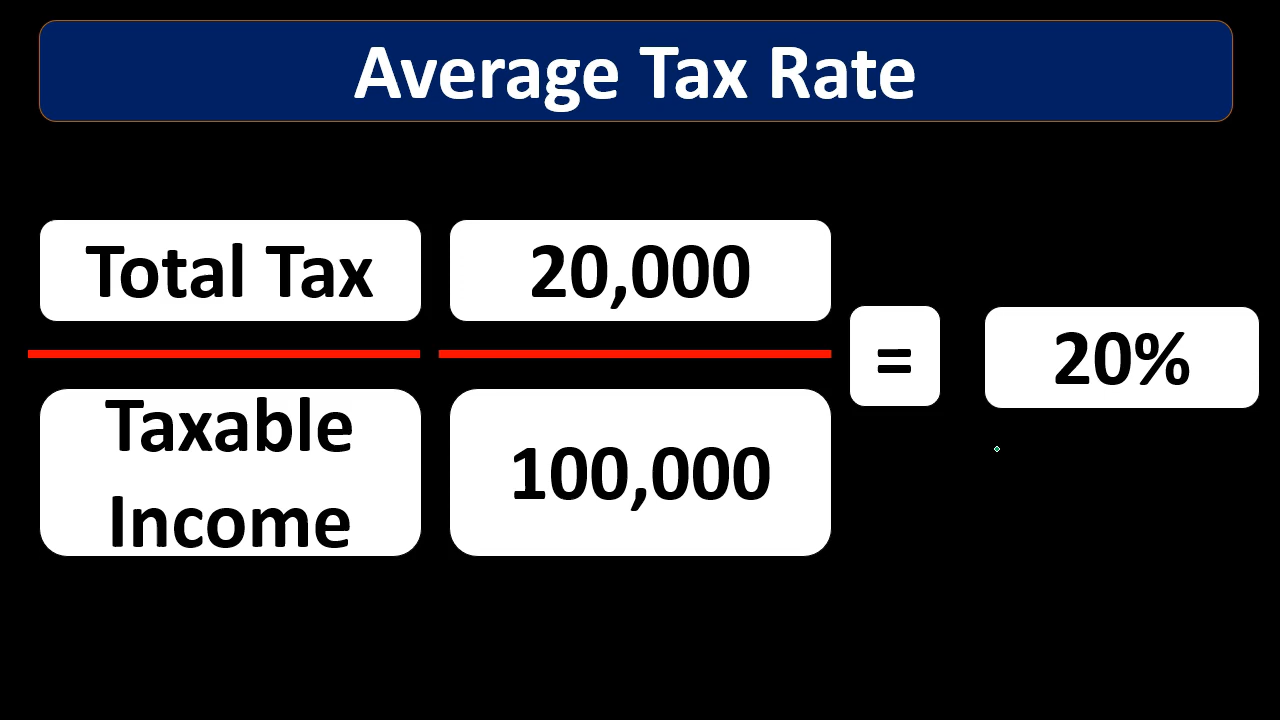 Average Tax Rate
Total Tax
20,000
=
20%
Taxable
Income
100,000